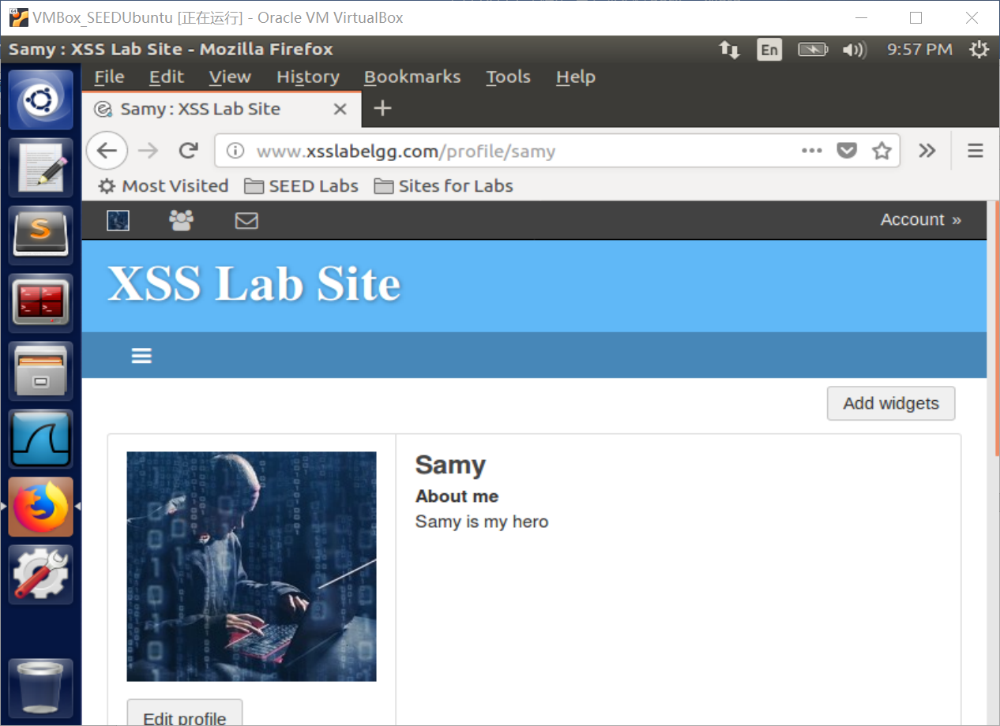 VMBox_SEEDUbuntu [正在运行] - Oracle VM VirtualBox
Samy : XSS Lab Site - Mozilla Firefox
En
9:57 PM
File Edit View History Bookmarks Tools Help
Samy : XSS Lab Site
www.xsslabelgg.com/profile/samy
Most Visited SEED Labs Sites for Labs
Account »
XSS Lab Site
Add widgets
Samy
About me
Samy is my hero
Edit profile